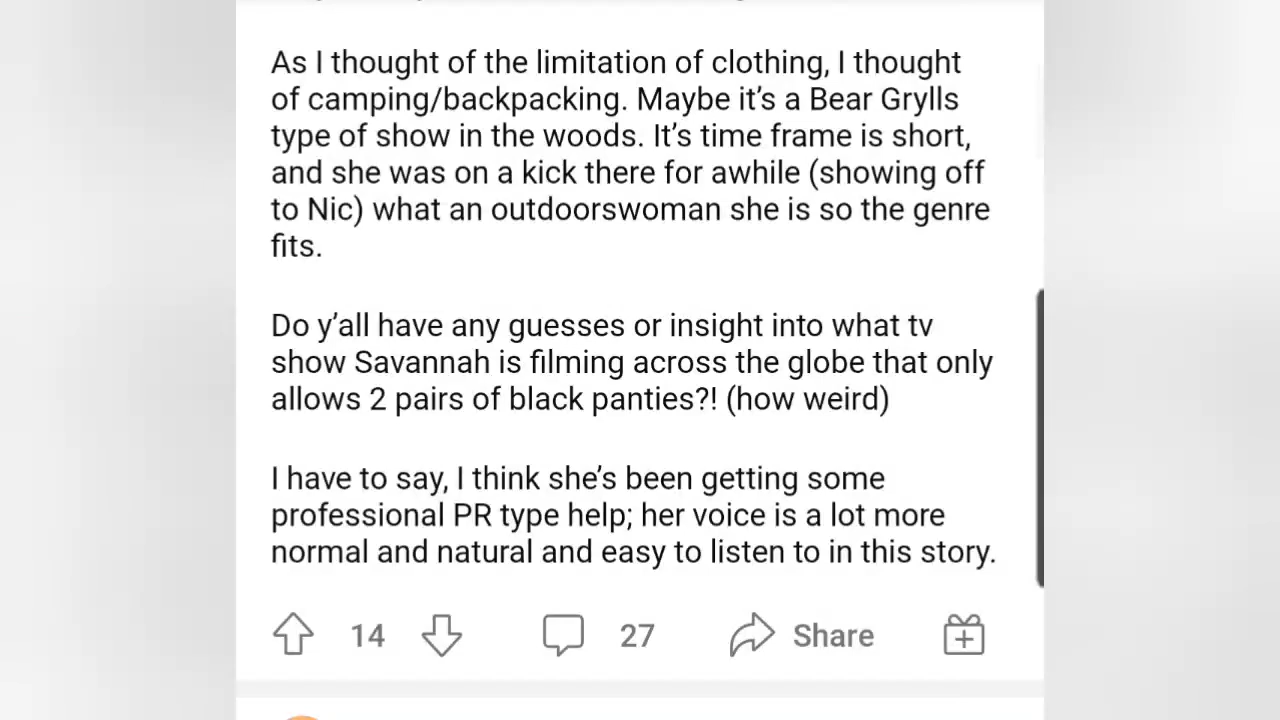 As I thought of the limitation of clothing, I thought
of camping/backpacking. Maybe it’s a Bear Grylls
type of show in the woods. It’s time frame is short,
and she was on a kick there for awhile (showing off
to Nic) what an outdoorswoman she is so the genre
fits.
Do y’all have any guesses or insight into what tv
show Savannah is filming across the globe that only
allows 2 pairs of black panties?! (how weird)
I have to say, I think she’s been getting some
professional PR type help; her voice is a lot more
normal and natural and easy to listen to in this story.
14 27 Share